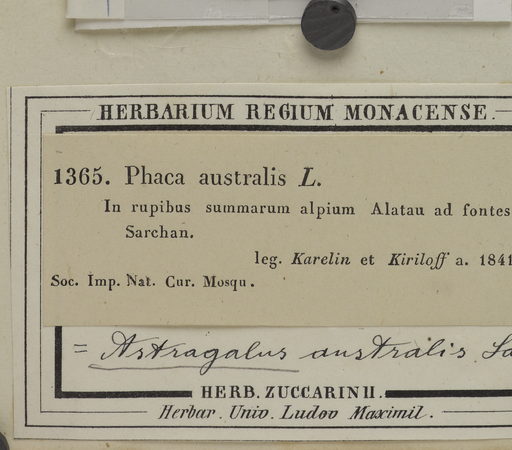 HERBARIUM REGIUM MONACENSE.
1365. Phaca australis L.
In rupibus summarum alpium Alatau ad fontes
Sarchan.
leg. Karelin et Kiriloff a. 1841
Soc. Imp. Nat. Cur. Mosqu.
= Astragalus australis
HERB. ZUCCARINII.
Herbar. Univ. Ludov Maximil.